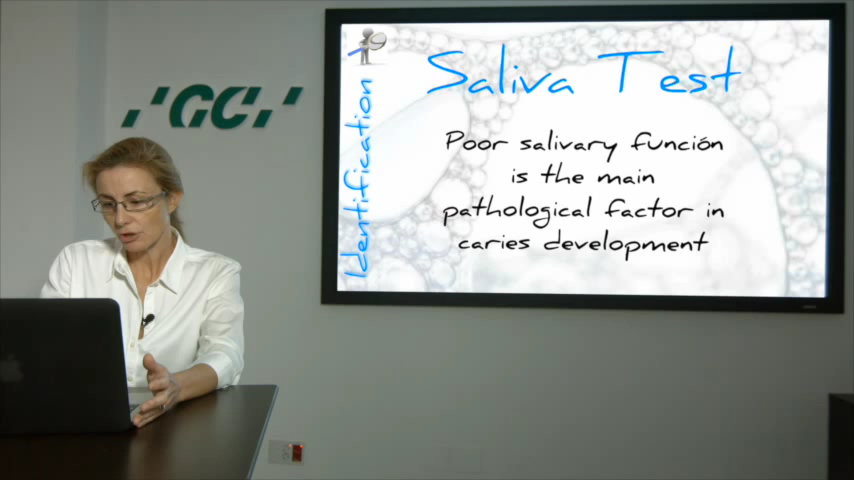 GC
Identification
Saliva Test
Poor salivary función
is the main
pathological factor in
caries development